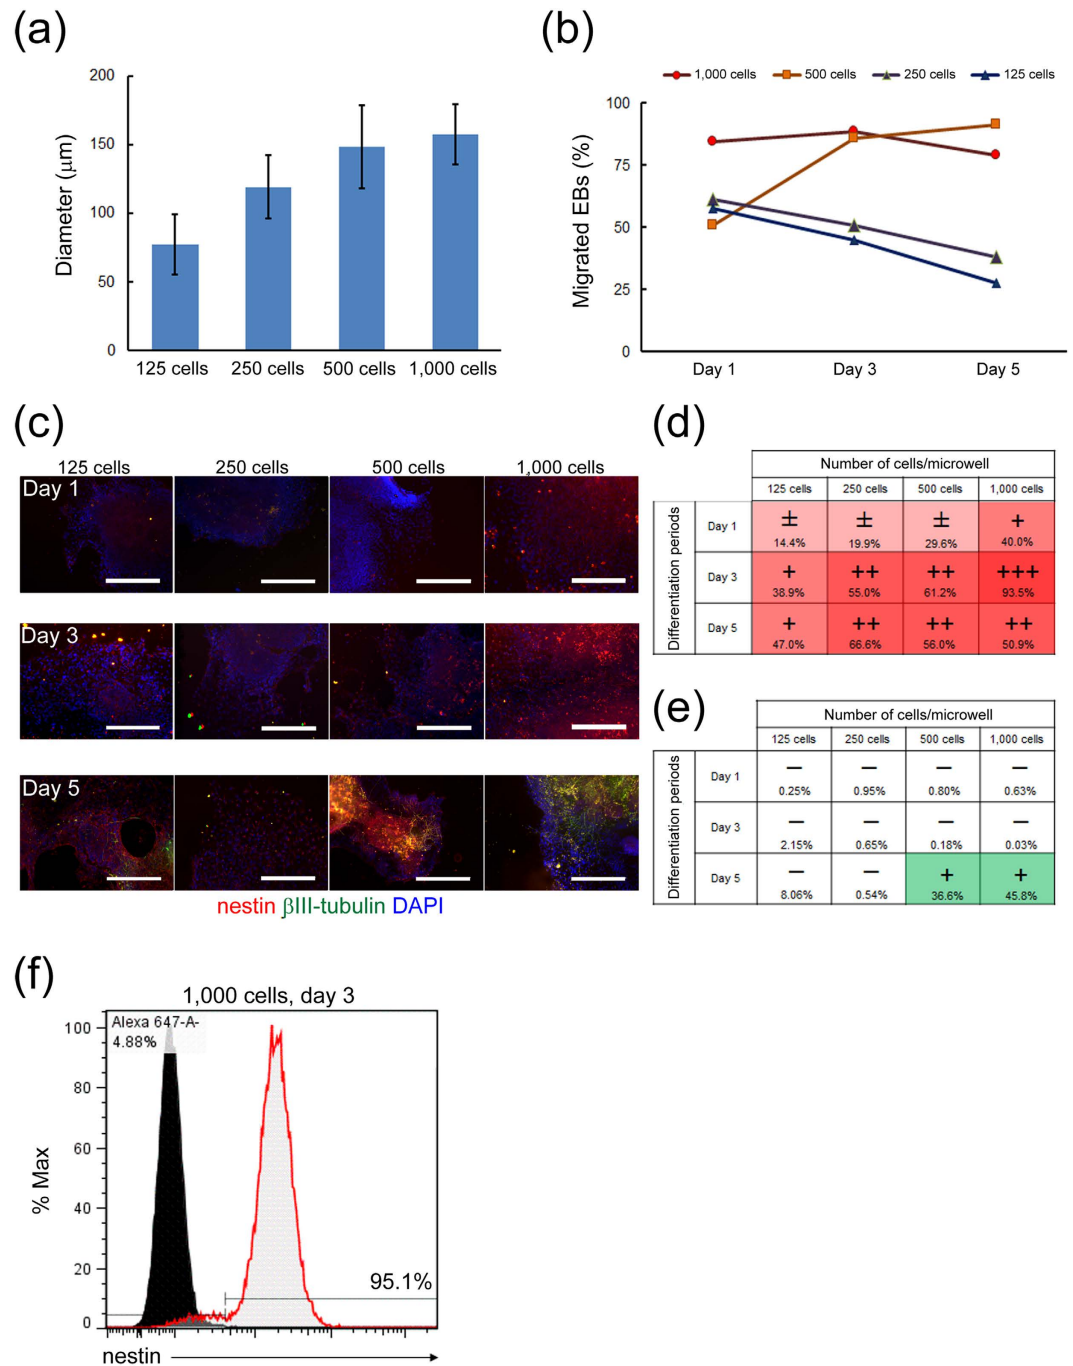 (a)
200
150
100
50
0
Diameter (μm)
125 cells 250 cells 500 cells 1,000 cells
(b)
1,000 cells 500 cells 250 cells 125 cells
100
75
50
25
0
Migrated EBs (%)
Day 1 Day 3 Day 5
(c)
125 cells 250 cells 500 cells 1,000 cells
Day 1
Day 3
Day 5
nestin βIII-tubulin DAPI
(d)
Number of cells/microwell
125 cells 250 cells 500 cells 1,000 cells
Differentiation periods
Day 1 ± ± ± +
14.4% 19.9% 29.6% 40.0%
Day 3 + ++ ++ +++
38.9% 55.0% 61.2% 93.5%
Day 5 + ++ ++ ++
47.0% 66.6% 56.0% 50.9%
(e)
Number of cells/microwell
125 cells 250 cells 500 cells 1,000 cells
Differentiation periods
Day 1 — — — —
0.25% 0.95% 0.80% 0.63%
Day 3 — — — —
2.15% 0.65% 0.18% 0.03%
Day 5 — — + +
8.06% 0.54% 36.6% 45.8%
(f)
1,000 cells, day 3
Alexa 647-A-
4.88%
100
80
60
40
20
0
% Max
95.1%
nestin